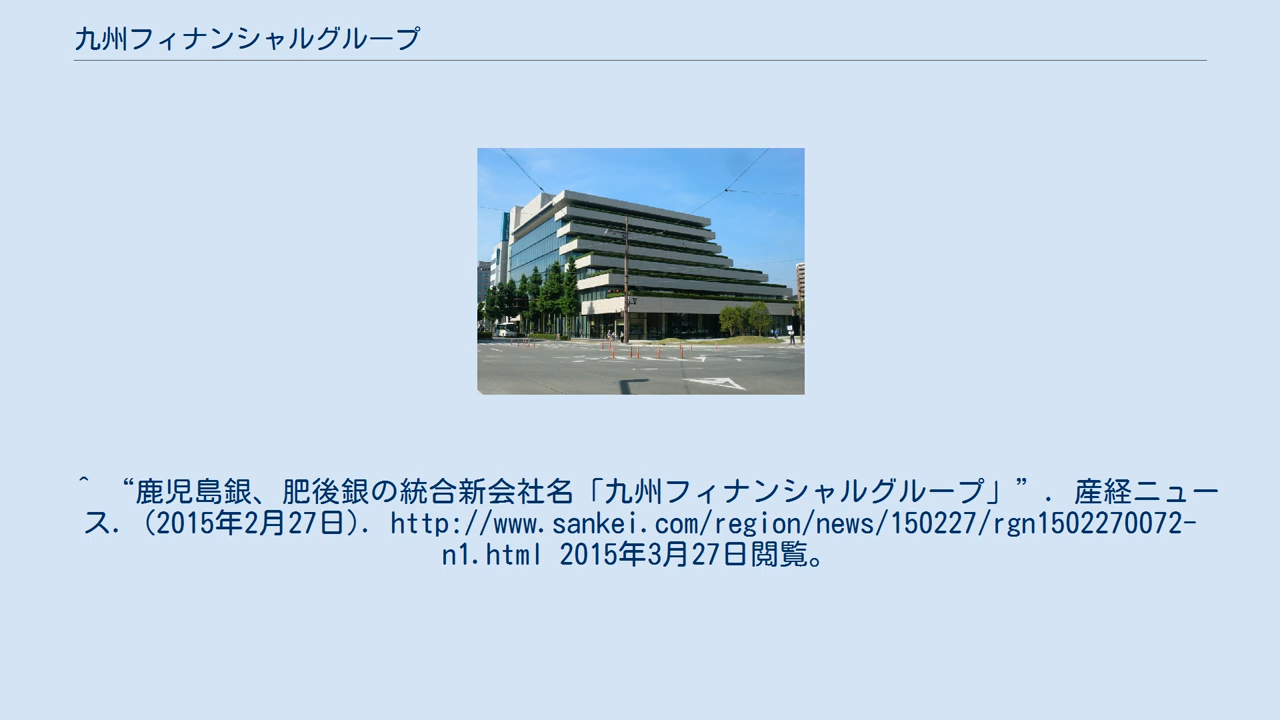 九州フィナンシャルグループ
^ “鹿児島銀、肥後銀の統合新会社名「九州フィナンシャルグループ」”. 産経ニュー
ス. (2015年2月27日). http://www.sankei.com/region/news/150227/rgn1502270072-
n1.html 2015年3月27日閲覧。